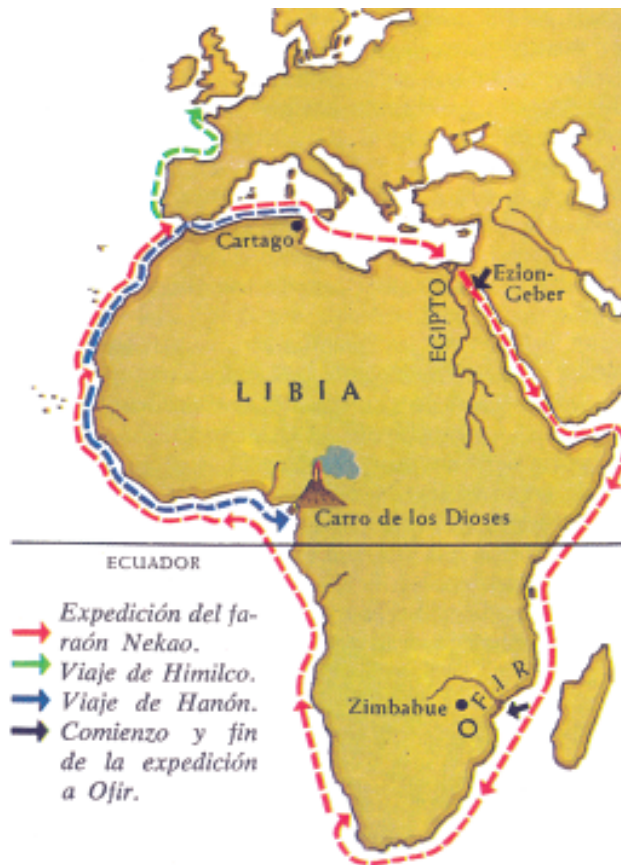 Cartago
Ezion-
Geber
EGIPTO
LIBIA
Carro de los Dioses
ECUADOR
Zimbabue
OFIR
Expedición del fa-
raón Nekao.
Viaje de Himilco.
Viaje de Hanón.
Comienzo y fin
de la expedición
a Ofir.